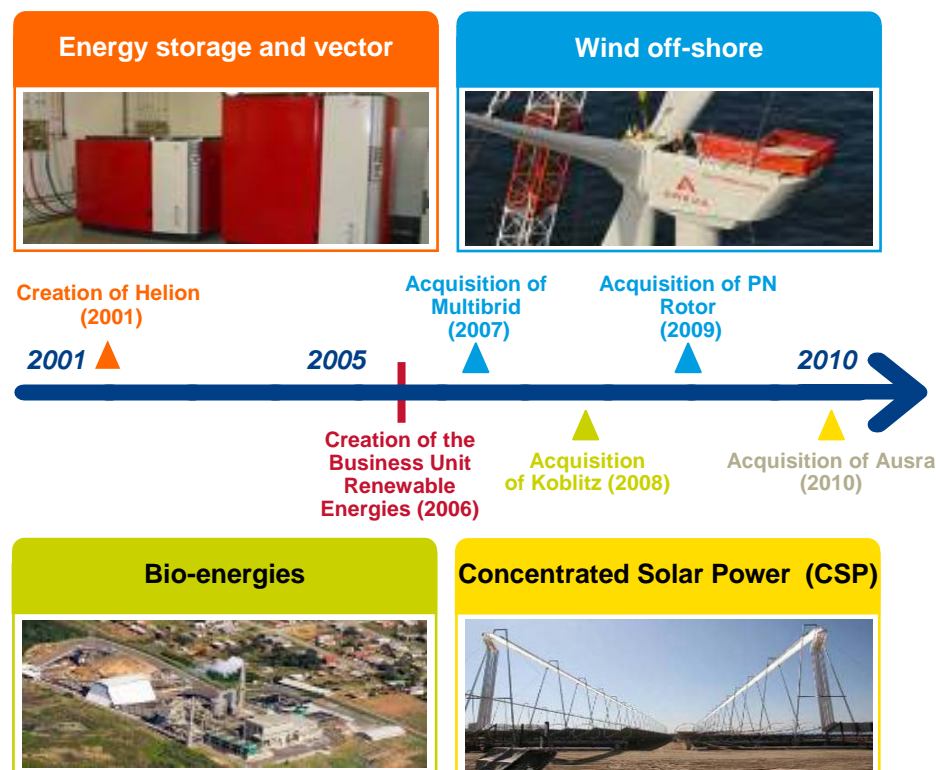 Energy storage and vector
Wind off-shore
AREVA
Creation of Helion
(2001)
Acquisition of
Multibrid
(2007)
Acquisition of PN
Rotor
(2009)
2001
2005
2010
Creation of the
Business Unit
Renewable
Energies (2006)
Acquisition
of Koblitz (2008)
Acquisition of Ausra
(2010)
Bio-energies
Concentrated Solar Power (CSP)